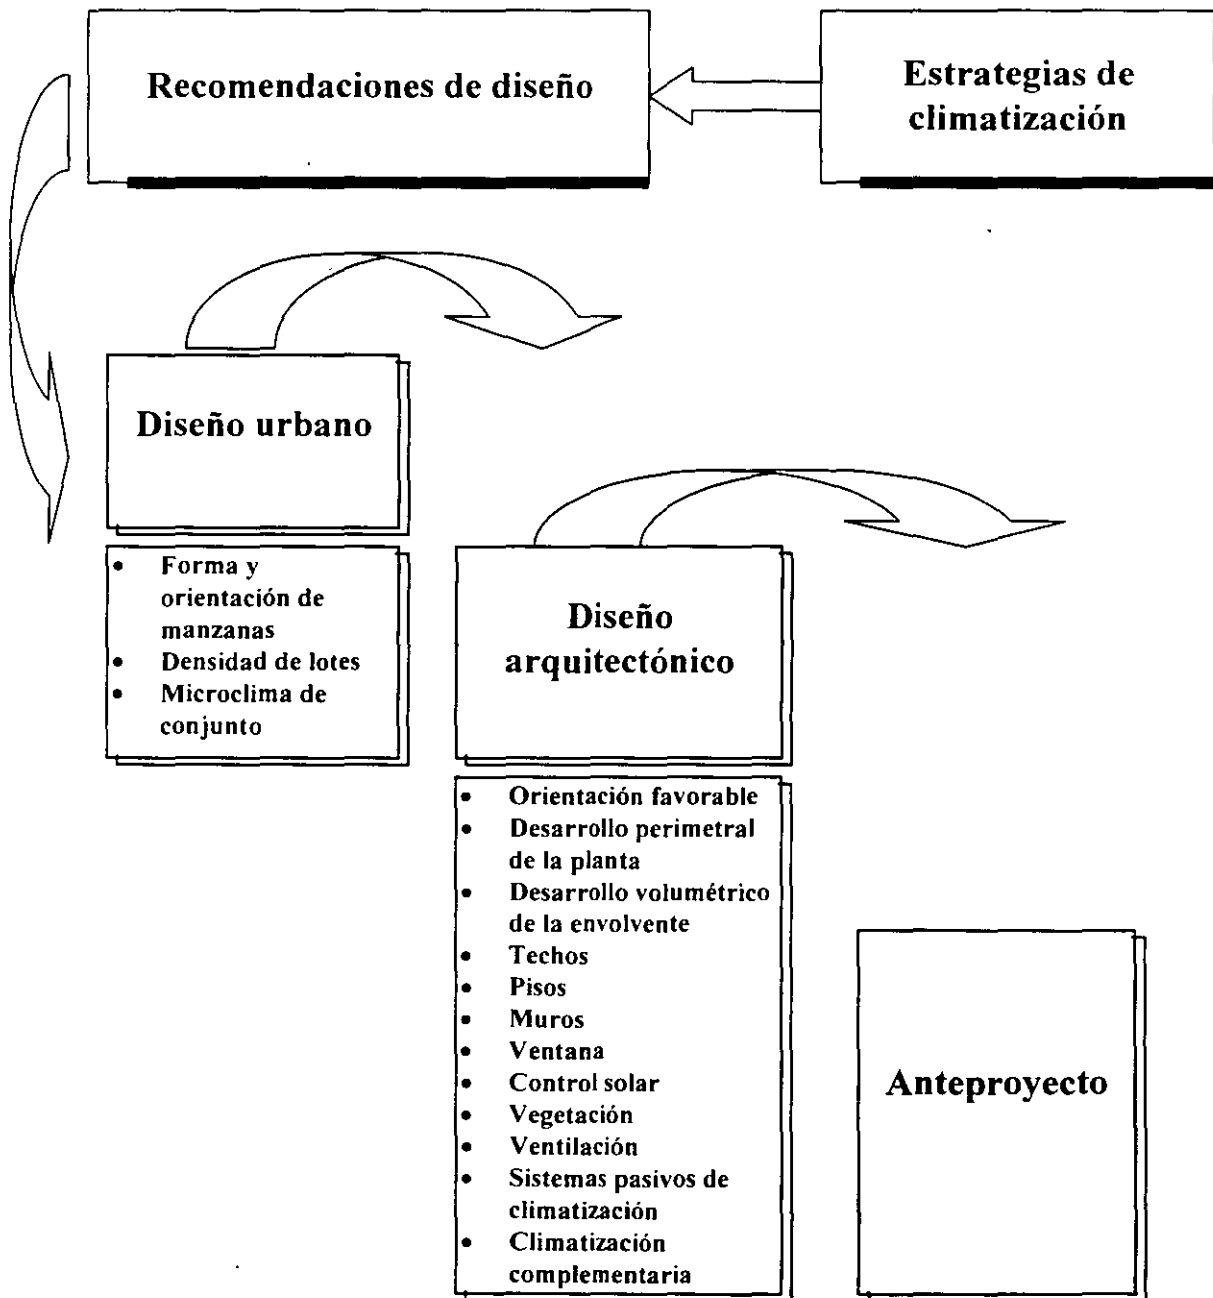 Recomendaciones de diseño
Estrategias de
climatización
Diseño urbano
• Forma y
orientación de
manzanas
• Densidad de lotes
• Microclima de
conjunto
Diseño
arquitectónico
• Orientación favorable
• Desarrollo perimetral
de la planta
• Desarrollo volumétrico
de la envolvente
• Techos
• Pisos
• Muros
• Ventana
• Control solar
• Vegetación
• Ventilación
• Sistemas pasivos de
climatización
• Climatización
complementaria
Anteproyecto